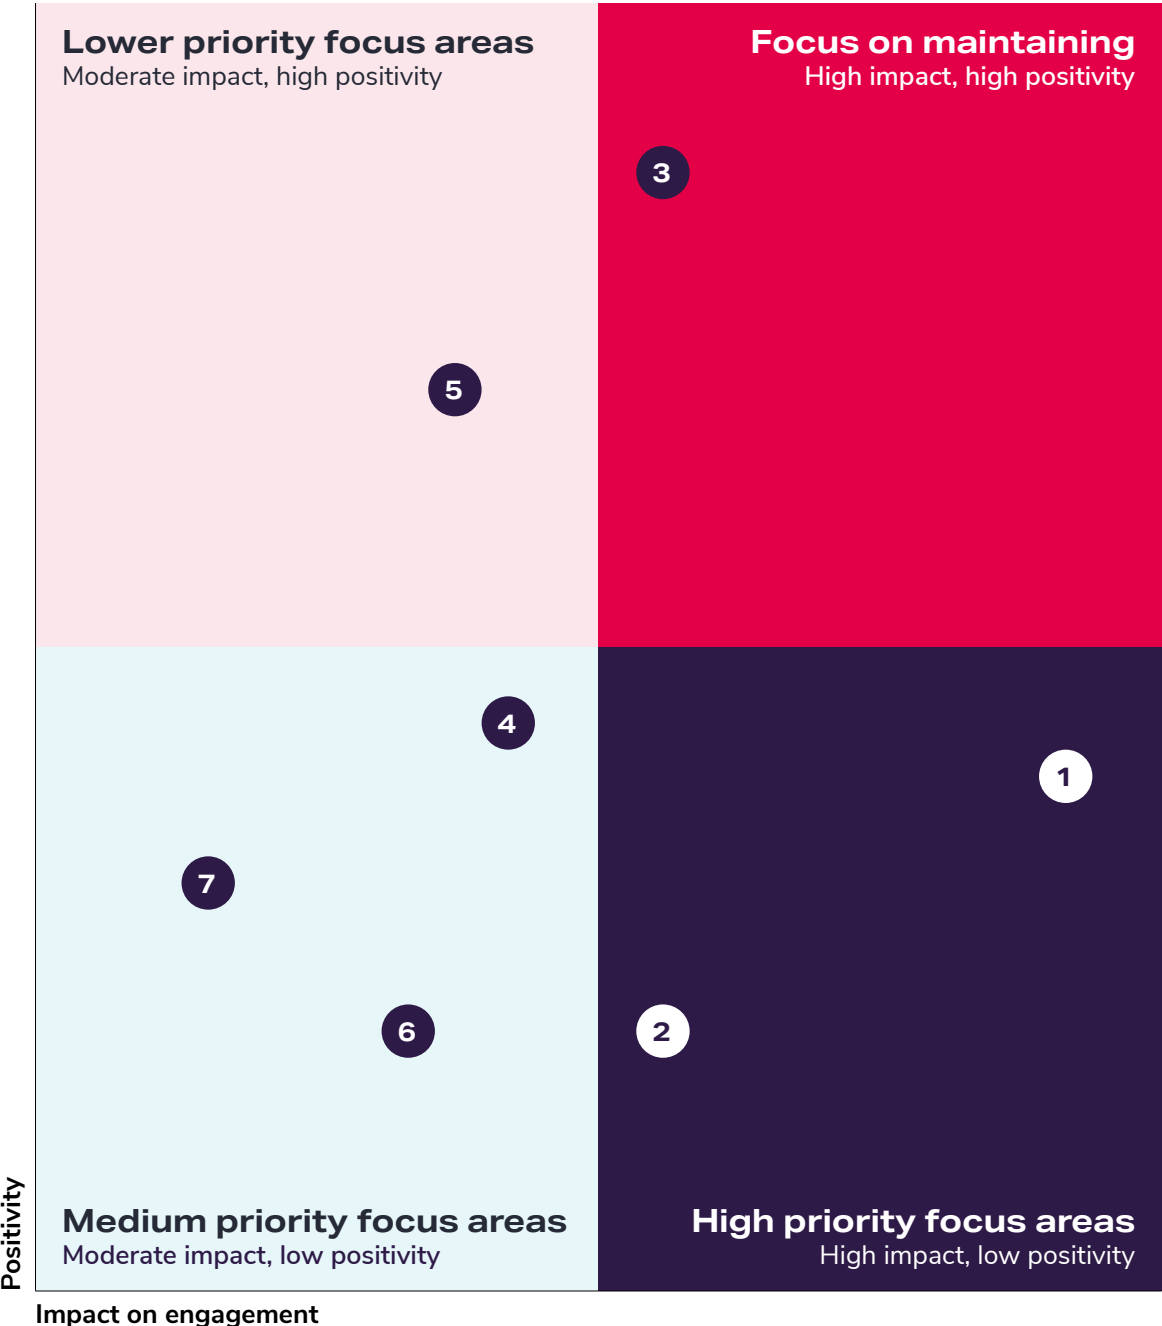 Lower priority focus areas
Moderate impact, high positivity
Focus on maintaining
High impact, high positivity
3
5
4
1
7
6
2
Medium priority focus areas
Moderate impact, low positivity
High priority focus areas
High impact, low positivity
Positivity
Impact on engagement